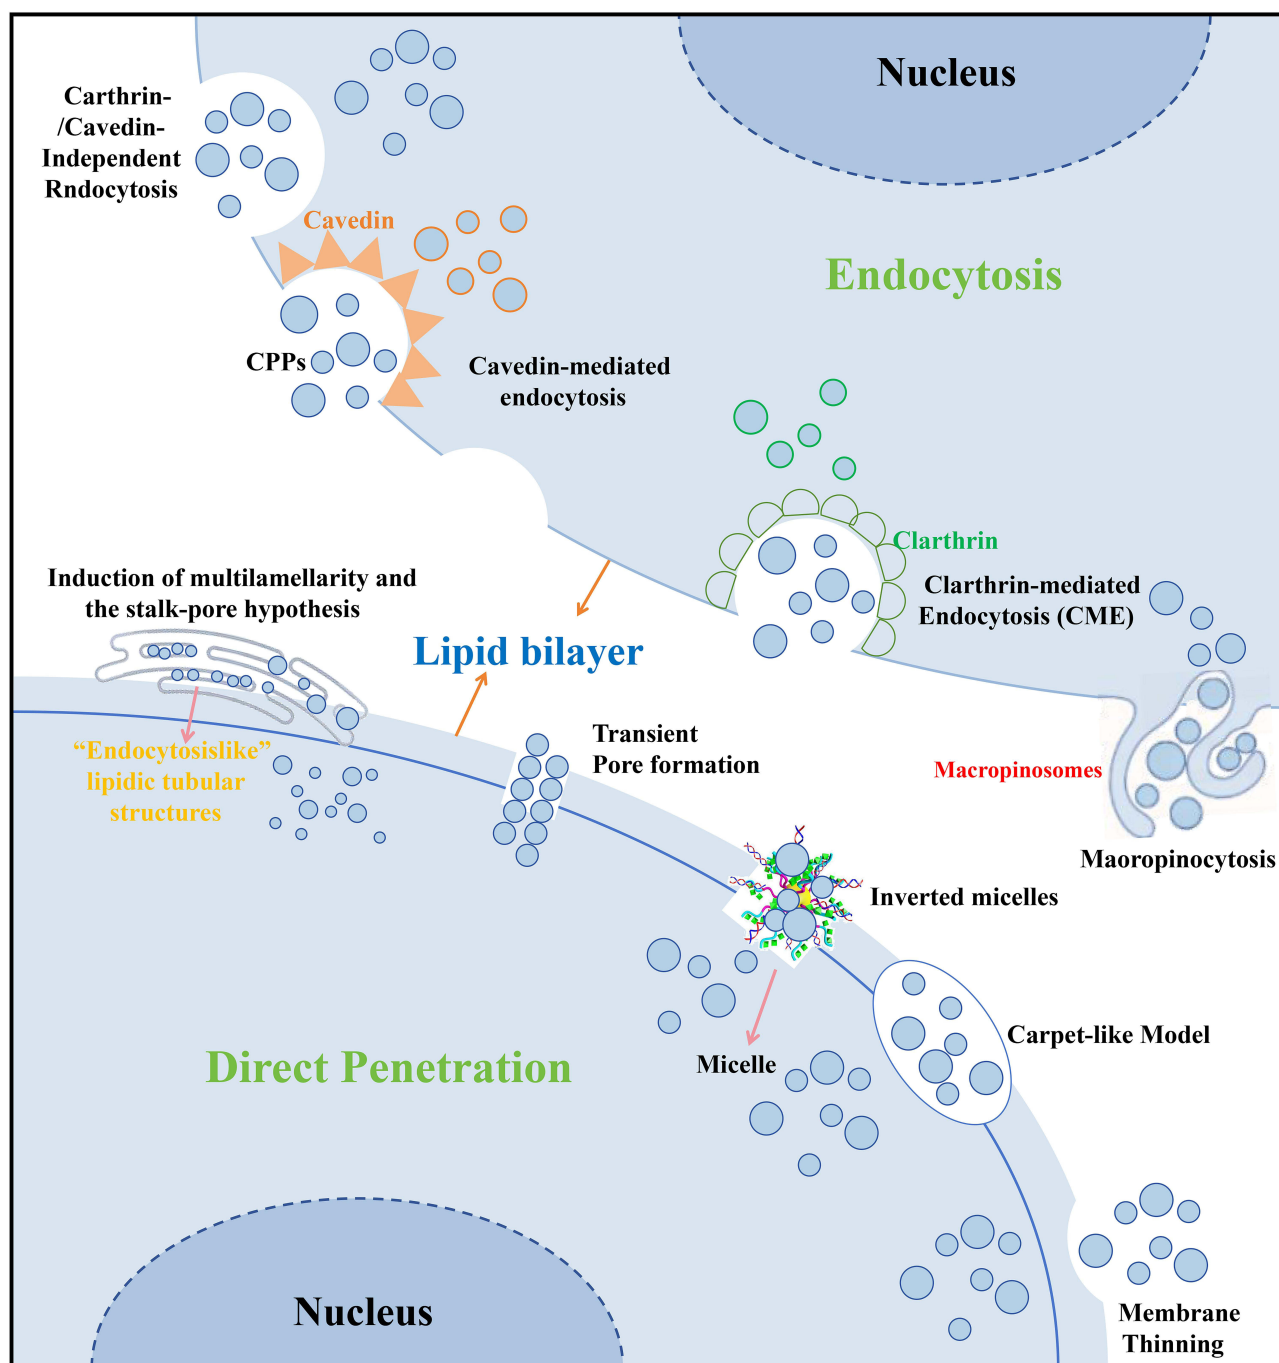 Nucleus
Carthrin-
/Cavedin-
Independent
Rndocytosis
Cavedin
Endocytosis
CPPs
Cavedin-mediated
endocytosis
Clarthrin
Clarthrin-mediated
Endocytosis (CME)
Induction of multilamellarity and
the stalk-pore hypothesis
Lipid bilayer
"Endocytosislike"
lipidic tubular
structures
Transient
Pore formation
Macropinosomes
Maoropinocytosis
Inverted micelles
Carpet-like Model
Direct Penetration
Micelle
Nucleus
Membrane
Thinning